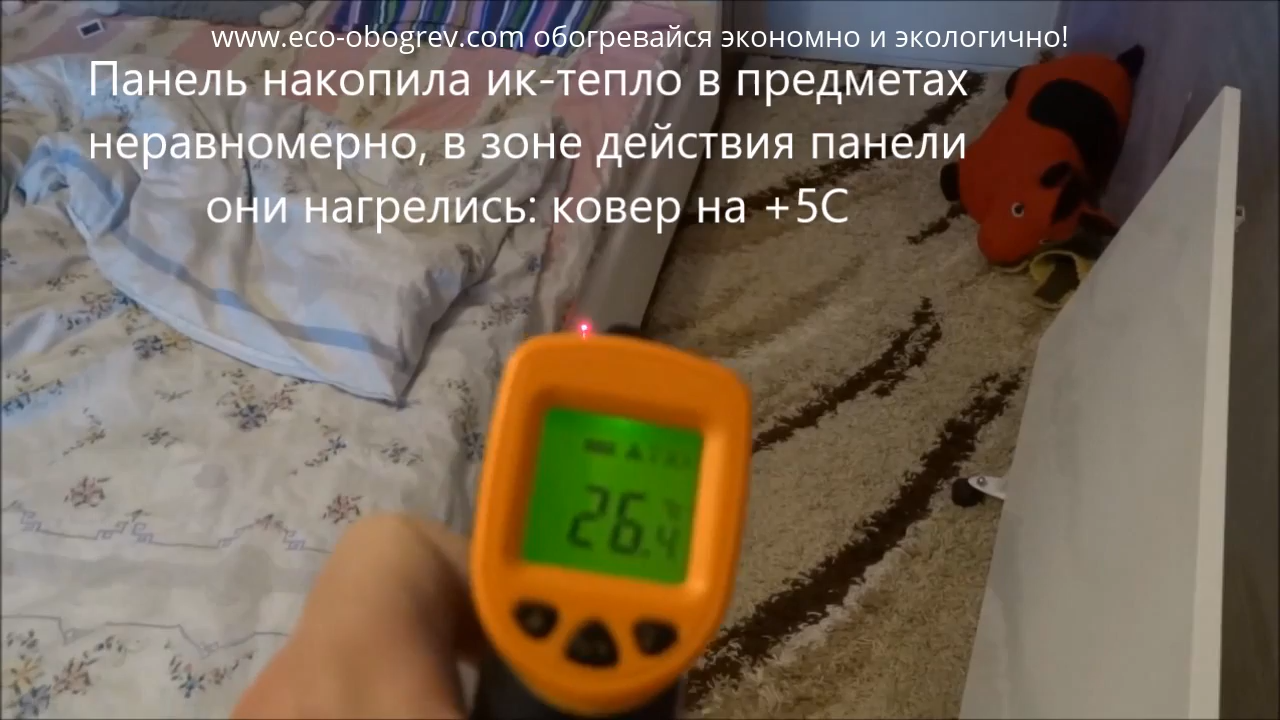 www.eco-obogrev.com обогревайся экономно и экологично!
Панель накопила ик-тепло в предметах
неравномерно, в зоне действия панели
они нагрелись: ковер на +5С
26.4